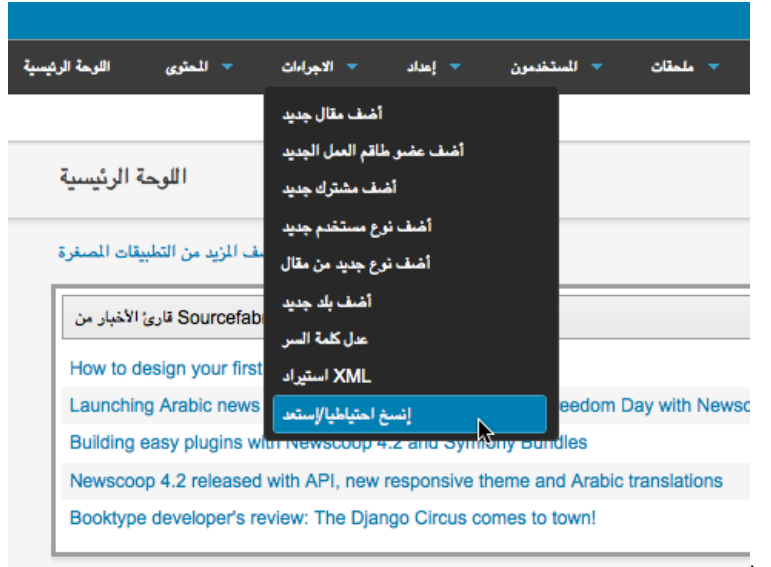 اللوحة الرئيسية المحتوى الاجراءات إعداد المستخدمون ملحقات
أضف مقال جديد
أضف عضو طاقم العمل الجديد
أضف مشترك جديد
أضف نوع مستخدم جديد
أضف نوع جديد من مقال
أضف بلد جديد
عدل كلمة السر
استيراد XML
إنسخ احتياطيا/إستعد
اللوحة الرئيسية
المزيد من التطبيقات المصغرة
قارئ الأخبار من Sourcefab
How to design your first
Launching Arabic news eedom Day with Newsc
Building easy plugins with Newscoop 4.2 and Symfony Bundles
Newscoop 4.2 released with API, new responsive theme and Arabic translations
Booktype developer's review: The Django Circus comes to town!